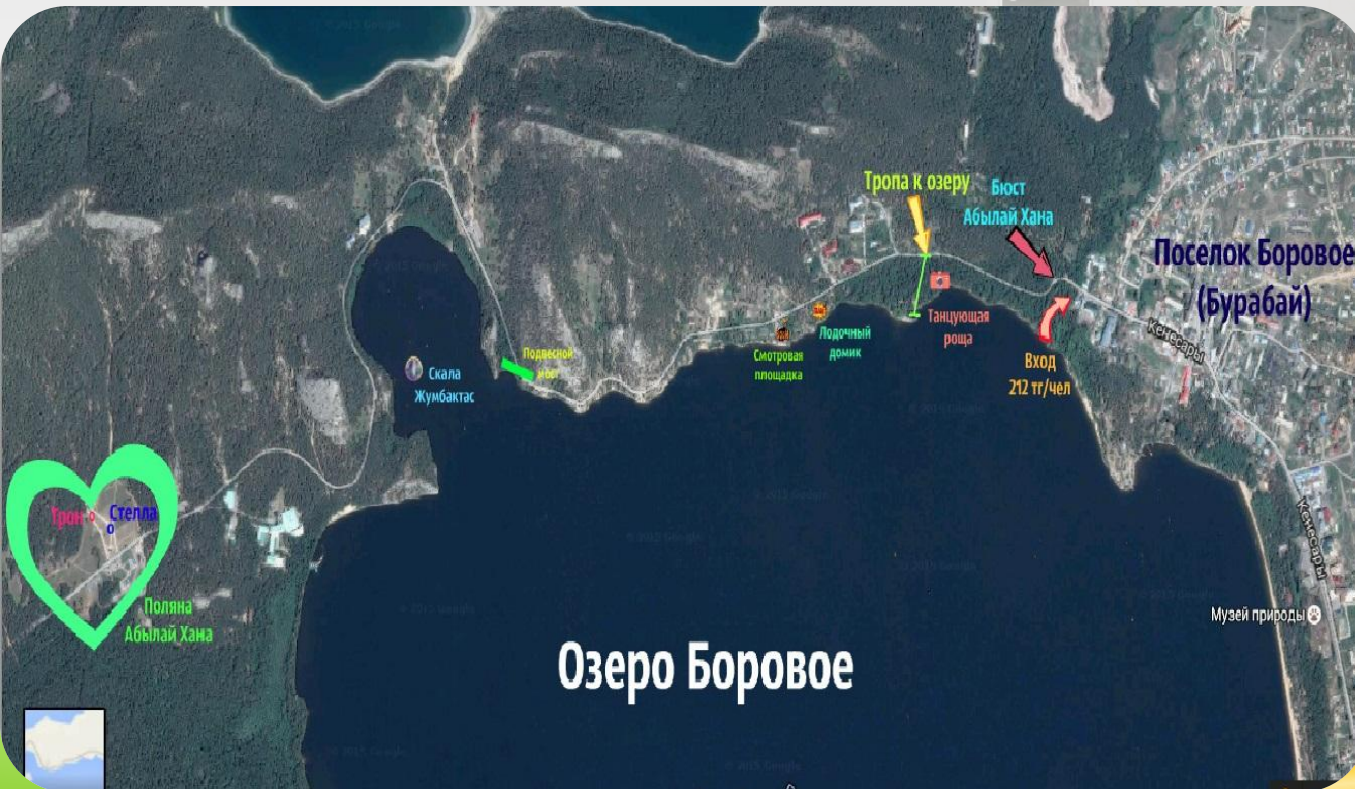 Тропа к озеру
Бюст
Абылай Хана
Поселок Боровое
(Бурабай)
Кенесары
Танцующая
роща
Лодочный
домик
Смотровая
площадка
Вход
212 тг/чел
Подвесной
мост
Скала
Жумбактас
Трон
Стелла
Кенесары
Поляна
Абылай Хана
Музей природы
Озеро Боровое